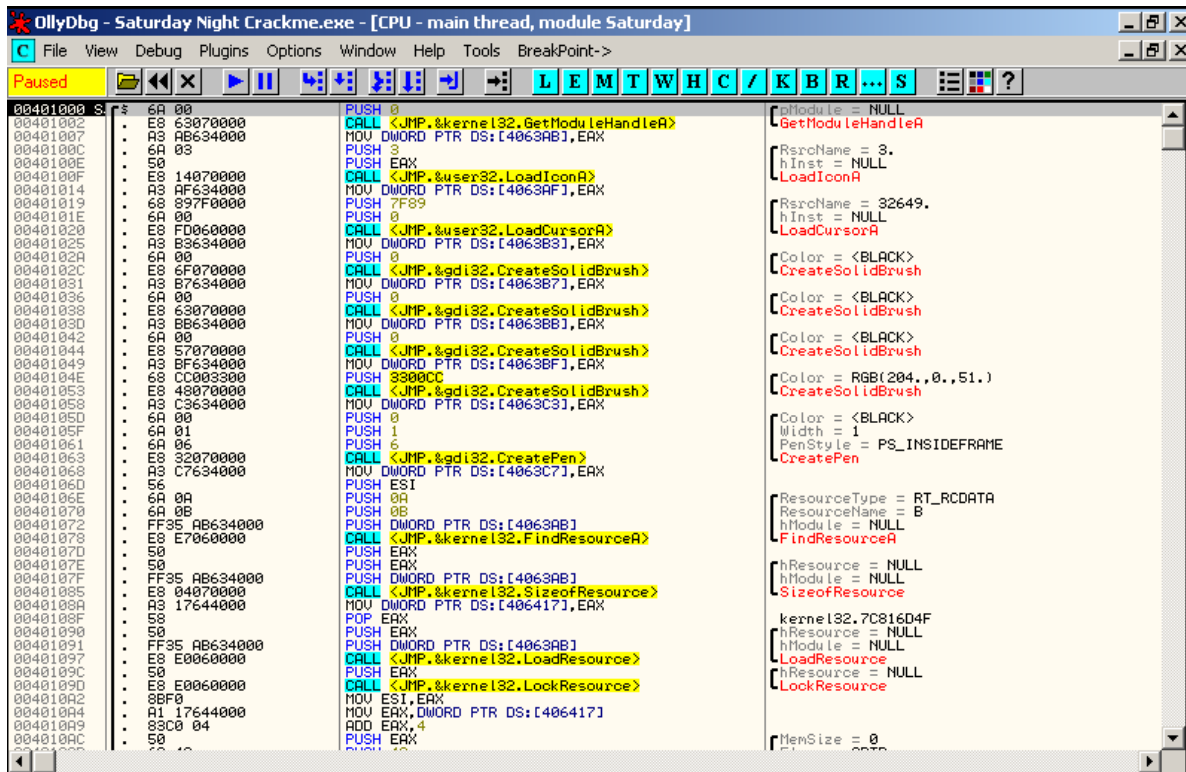 OllyDbg - Saturday Night Crackme.exe - [CPU - main thread, module Saturday]
C File View Debug Plugins Options Window Help Tools BreakPoint->
Paused L E M T W H C / K B R ... S ?
00401000 S. 6A 00 PUSH 0 pModule = NULL
00401002 . E8 63070000 CALL <JMP.&kernel32.GetModuleHandleA> GetModuleHandleA
00401007 . A3 AB634000 MOV DWORD PTR DS:[4063AB],EAX
0040100C . 6A 03 PUSH 3 RsrcName = 3.
0040100E . 50 PUSH EAX hInst = NULL
0040100F . E8 14070000 CALL <JMP.&user32.LoadIconA> LoadIconA
00401014 . A3 AF634000 MOV DWORD PTR DS:[4063AF],EAX
00401019 . 68 897F0000 PUSH 7F89 RsrcName = 32649.
0040101E . 6A 00 PUSH 0 hInst = NULL
00401020 . E8 FD060000 CALL <JMP.&user32.LoadCursorA> LoadCursorA
00401025 . A3 B3634000 MOV DWORD PTR DS:[4063B3],EAX
0040102A . 6A 00 PUSH 0 Color = <BLACK>
0040102C . E8 6F070000 CALL <JMP.&gdi32.CreateSolidBrush> CreateSolidBrush
00401031 . A3 B7634000 MOV DWORD PTR DS:[4063B7],EAX
00401036 . 6A 00 PUSH 0 Color = <BLACK>
00401038 . E8 63070000 CALL <JMP.&gdi32.CreateSolidBrush> CreateSolidBrush
0040103D . A3 BB634000 MOV DWORD PTR DS:[4063BB],EAX
00401042 . 6A 00 PUSH 0 Color = <BLACK>
00401044 . E8 57070000 CALL <JMP.&gdi32.CreateSolidBrush> CreateSolidBrush
00401049 . A3 BF634000 MOV DWORD PTR DS:[4063BF],EAX
0040104E . 68 CC003300 PUSH 3300CC Color = RGB(204.,0.,51.)
00401053 . E8 48070000 CALL <JMP.&gdi32.CreateSolidBrush> CreateSolidBrush
00401058 . A3 C3634000 MOV DWORD PTR DS:[4063C3],EAX
0040105D . 6A 00 PUSH 0 Color = <BLACK>
0040105F . 6A 01 PUSH 1 Width = 1
00401061 . 6A 06 PUSH 6 PenStyle = PS_INSIDEFRAME
00401063 . E8 32070000 CALL <JMP.&gdi32.CreatePen> CreatePen
00401068 . A3 C7634000 MOV DWORD PTR DS:[4063C7],EAX
0040106D . 56 PUSH ESI
0040106E . 6A 0A PUSH 0A ResourceType = RT_RCDATA
00401070 . 6A 0B PUSH 0B ResourceName = B
00401072 . FF35 AB634000 PUSH DWORD PTR DS:[4063AB] hModule = NULL
00401078 . E8 E7060000 CALL <JMP.&kernel32.FindResourceA> FindResourceA
0040107D . 50 PUSH EAX
0040107E . 50 PUSH EAX hResource = NULL
0040107F . FF35 AB634000 PUSH DWORD PTR DS:[4063AB] hModule = NULL
00401085 . E8 04070000 CALL <JMP.&kernel32.SizeofResource> SizeofResource
0040108A . A3 17644000 MOV DWORD PTR DS:[406417],EAX
0040108F . 58 POP EAX kernel32.7C816D4F
00401090 . 50 PUSH EAX hResource = NULL
00401091 . FF35 AB634000 PUSH DWORD PTR DS:[4063AB] hModule = NULL
00401097 . E8 E0060000 CALL <JMP.&kernel32.LoadResource> LoadResource
0040109C . 50 PUSH EAX hResource = NULL
0040109D . E8 E0060000 CALL <JMP.&kernel32.LockResource> LockResource
004010A2 . 8BF0 MOV ESI,EAX
004010A4 . A1 17644000 MOV EAX,DWORD PTR DS:[406417]
004010A9 . 83C0 04 ADD EAX,4
004010AC . 50 PUSH EAX MemSize = 0